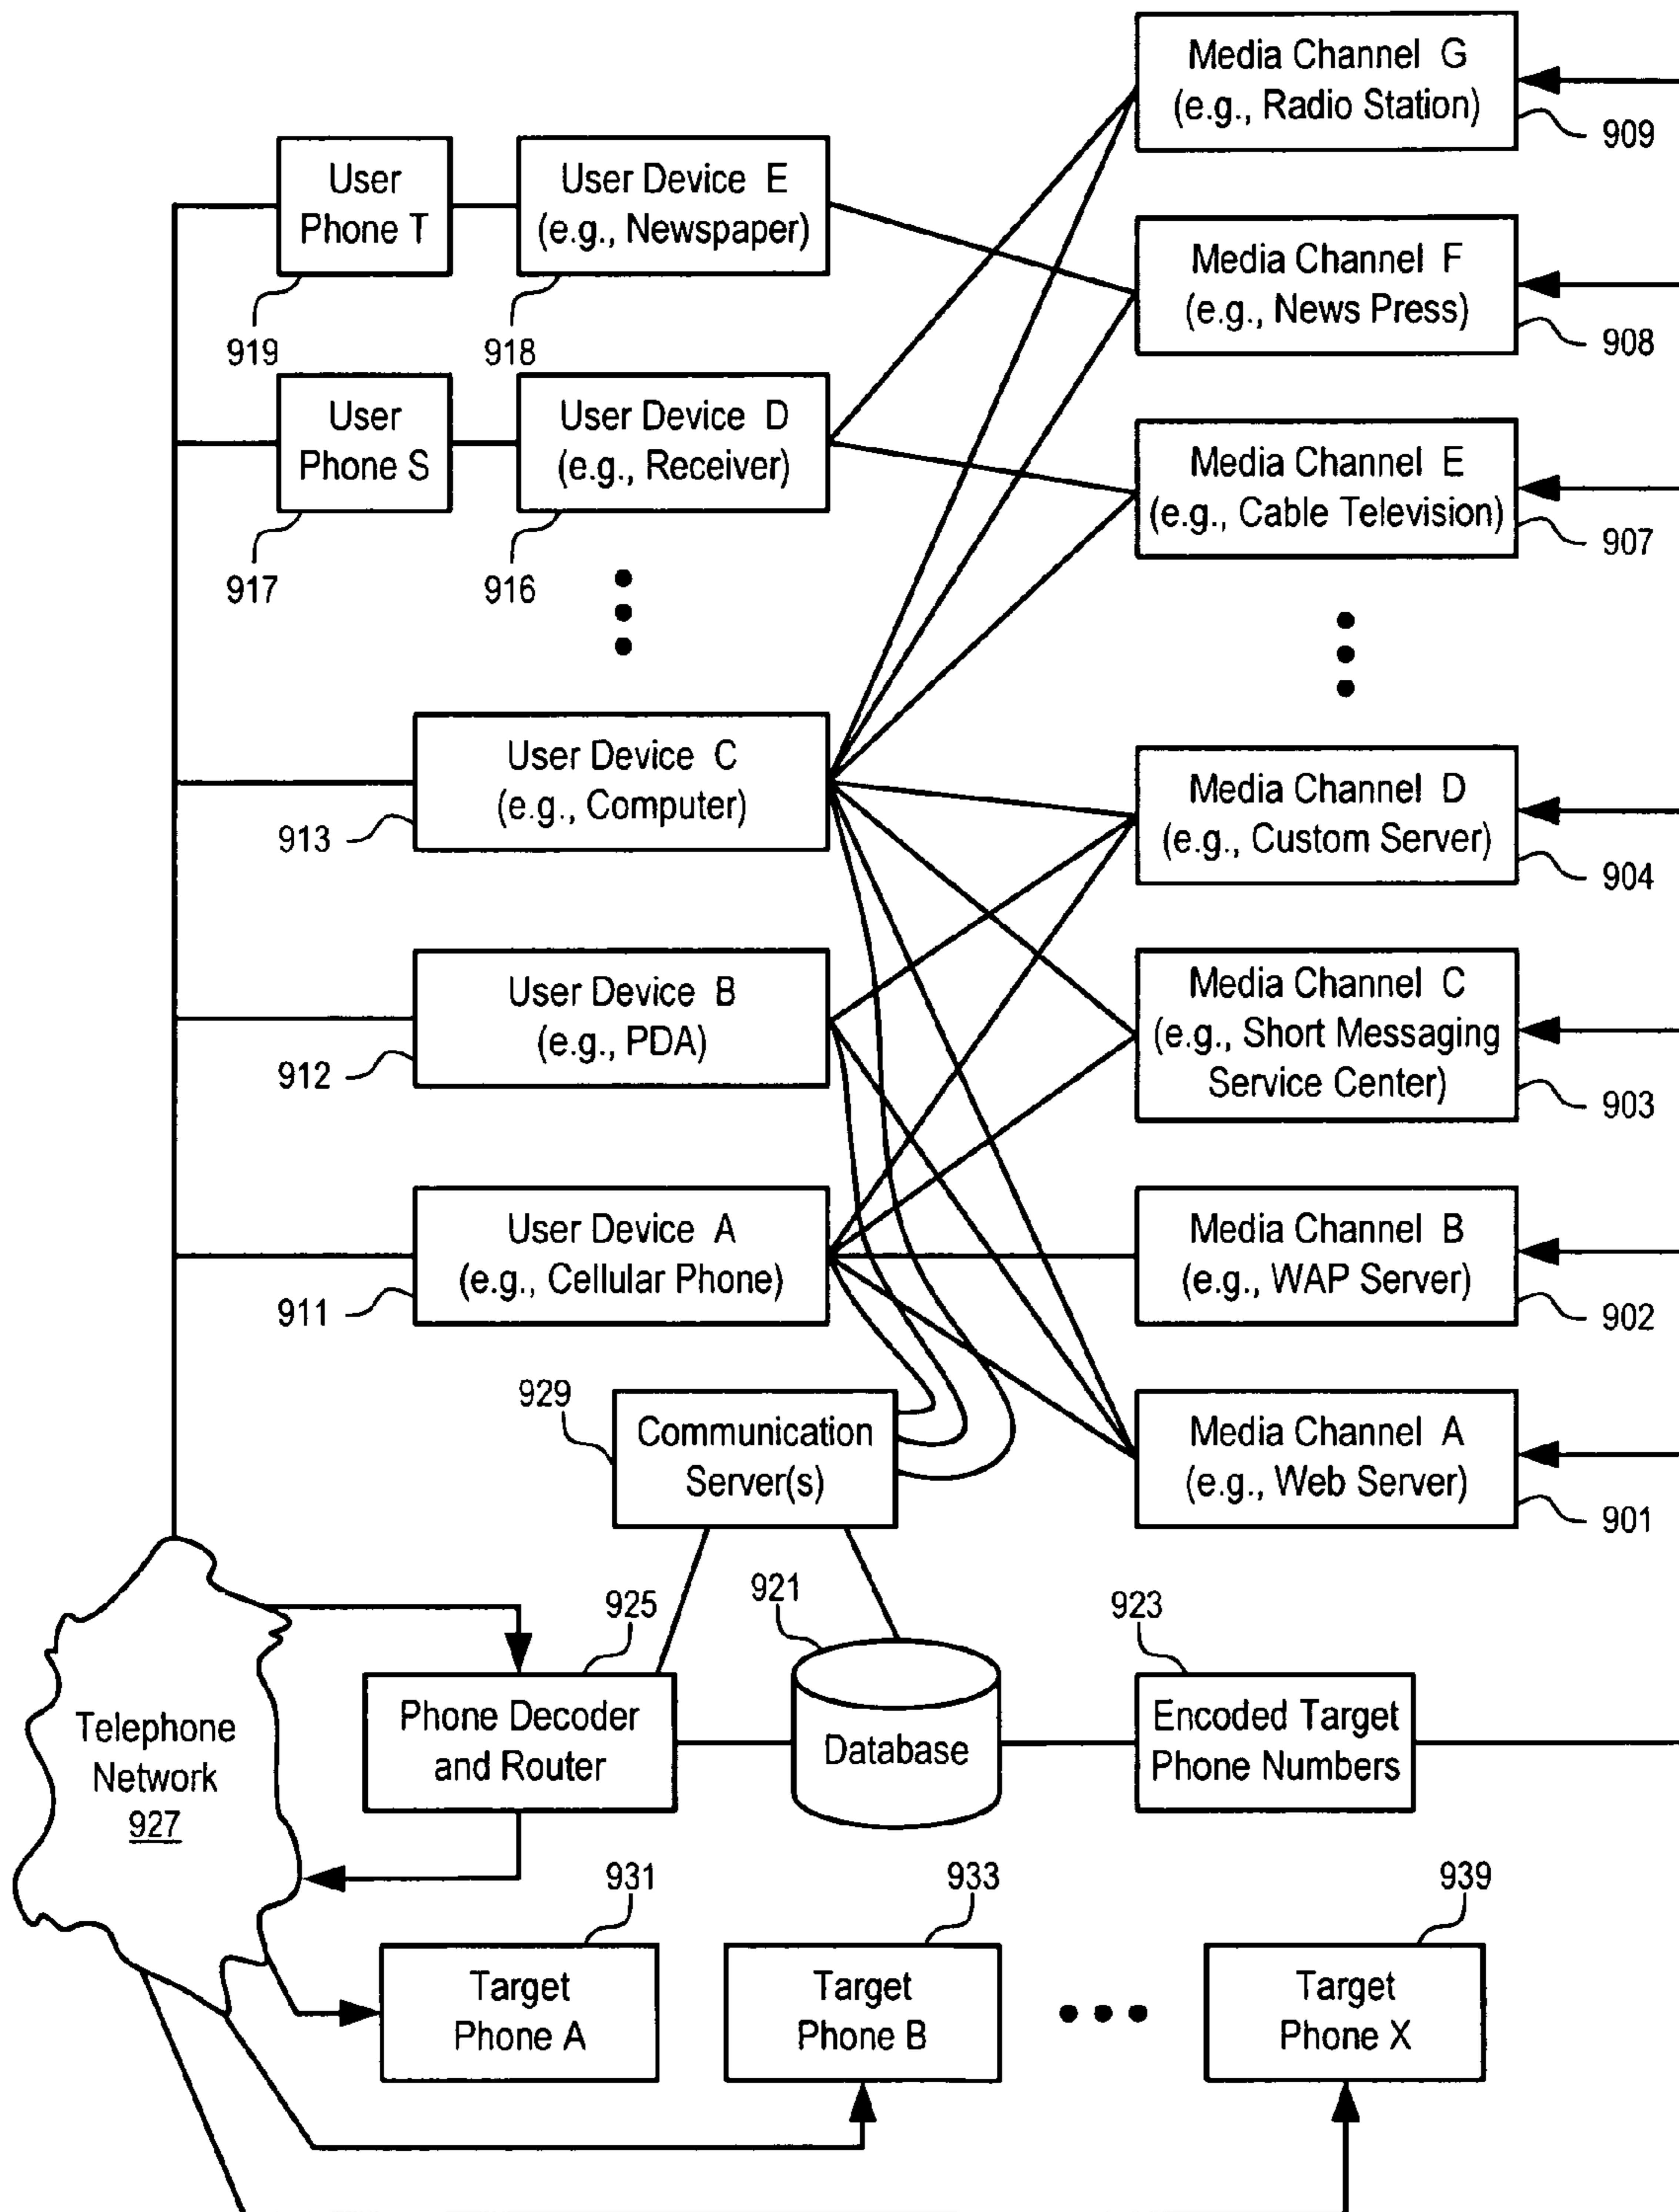 Media Channel G
(e.g., Radio Station)
909
User
Phone T
919
User Device E
(e.g., Newspaper)
918
Media Channel F
(e.g., News Press)
908
User
Phone S
917
User Device D
(e.g., Receiver)
916
Media Channel E
(e.g., Cable Television)
907
User Device C
(e.g., Computer)
913
Media Channel D
(e.g., Custom Server)
904
User Device B
(e.g., PDA)
912
Media Channel C
(e.g., Short Messaging
Service Center)
903
User Device A
(e.g., Cellular Phone)
911
Media Channel B
(e.g., WAP Server)
902
929
Communication
Server(s)
Media Channel A
(e.g., Web Server)
901
Telephone
Network
927
925
Phone Decoder
and Router
921
Database
923
Encoded Target
Phone Numbers
931
Target
Phone A
933
Target
Phone B
939
Target
Phone X